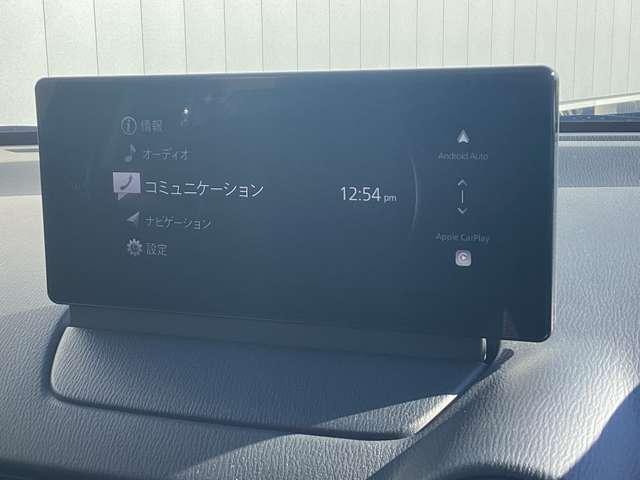 情報
オーディオ
コミュニケーション
ナビゲーション
設定
12:54 pm
Android Auto
Apple CarPlay